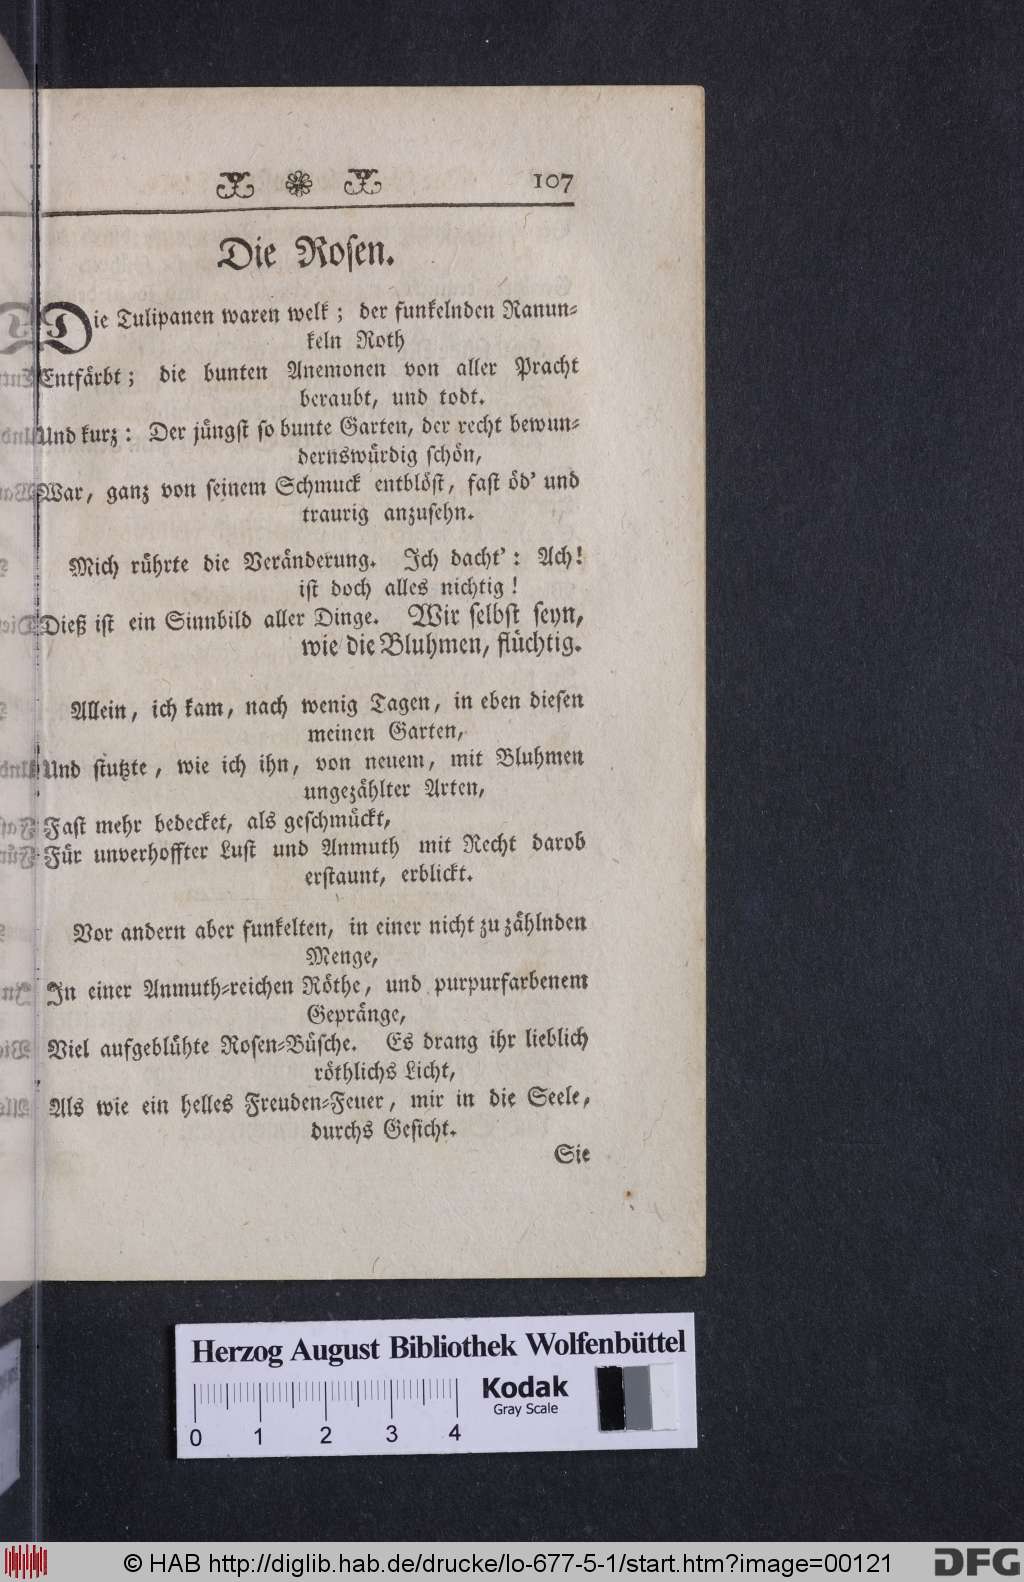 107
Die Rosen.
Die Tulipanen waren welk; der funkelnden Ranun-
keln Roth
Entfärbt; die bunten Anemonen von aller Pracht
beraubt, und todt.
Und kurz: Der jüngst so bunte Garten, der recht bewun-
dernswürdig schön,
War, ganz von seinem Schmuck entblöst, fast öd' und
traurig anzusehn.
Mich rührte die Veränderung. Ich dacht': Ach!
ist doch alles nichtig!
Dieß ist ein Sinnbild aller Dinge. Wir selbst seyn,
wie die Bluhmen, flüchtig.
Allein, ich kam, nach wenig Tagen, in eben diesen
meinen Garten,
Und stutzte, wie ich ihn, von neuem, mit Bluhmen
ungezählter Arten,
Fast mehr bedecket, als geschmückt,
Für unverhoffter Lust und Anmuth mit Recht darob
erstaunt, erblickt.
Vor andern aber funkelten, in einer nicht zu zählnden
Menge,
In einer Anmuth-reichen Röthe, und purpurfarbenem
Gepränge,
Viel aufgeblühte Rosen-Büsche. Es drang ihr lieblich
röthlichs Licht,
Als wie ein helles Freuden-Feuer, mir in die Seele,
durchs Gesicht.
Sie
Herzog August Bibliothek Wolfenbüttel
Kodak
Gray Scale
0 1 2 3 4
© HAB http://diglib.hab.de/drucke/lo-677-5-1/start.htm?image=00121
DFG